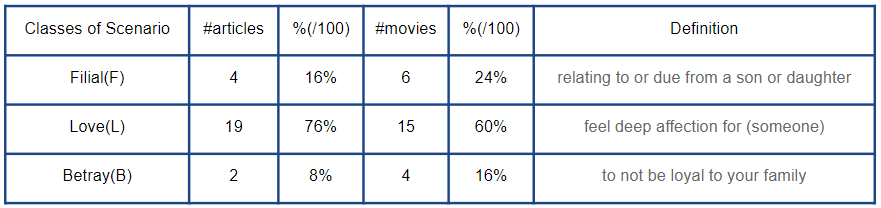 Classes of Scenario #articles %(/100) #movies %(/100) Definition
Filial(F) 4 16% 6 24% relating to or due from a son or daughter
Love(L) 19 76% 15 60% feel deep affection for (someone)
Betray(B) 2 8% 4 16% to not be loyal to your family